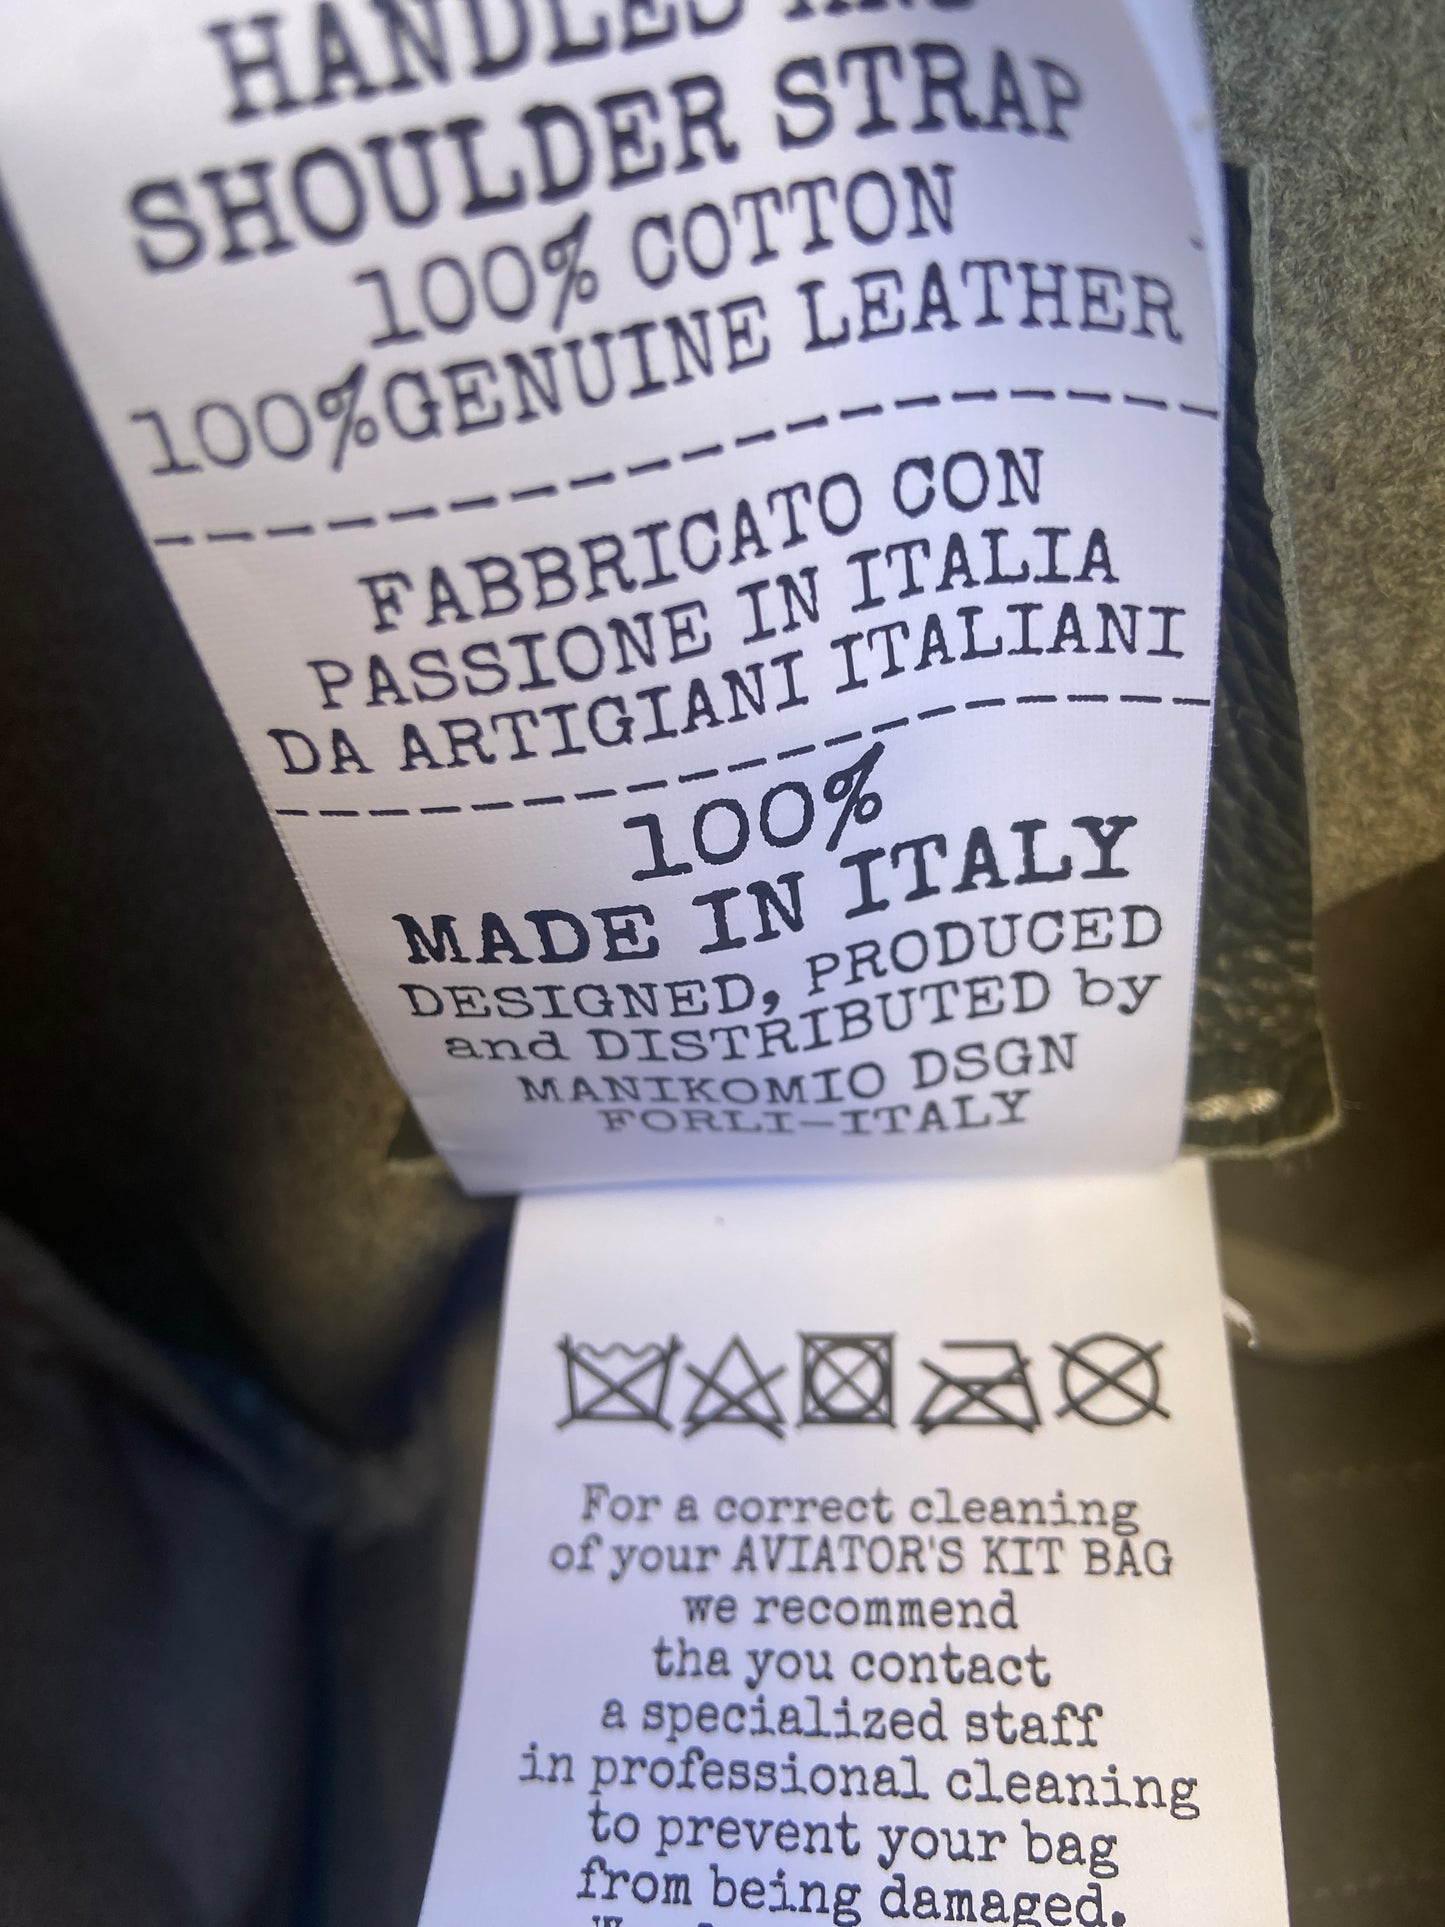 HANDLES AND
SHOULDER STRAP
100% COTTON
100%GENUINE LEATHER
FABBRICATO CON
PASSIONE IN ITALIA
DA ARTIGIANI ITALIANI
100%
MADE IN ITALY
DESIGNED, PRODUCED
and DISTRIBUTED by
MANIKOMIO DSGN
FORLI-ITALY
For a correct cleaning
of your AVIATOR'S KIT BAG
we recommend
tha you contact
a specialized staff
in professional cleaning
to prevent your bag
from being damaged.